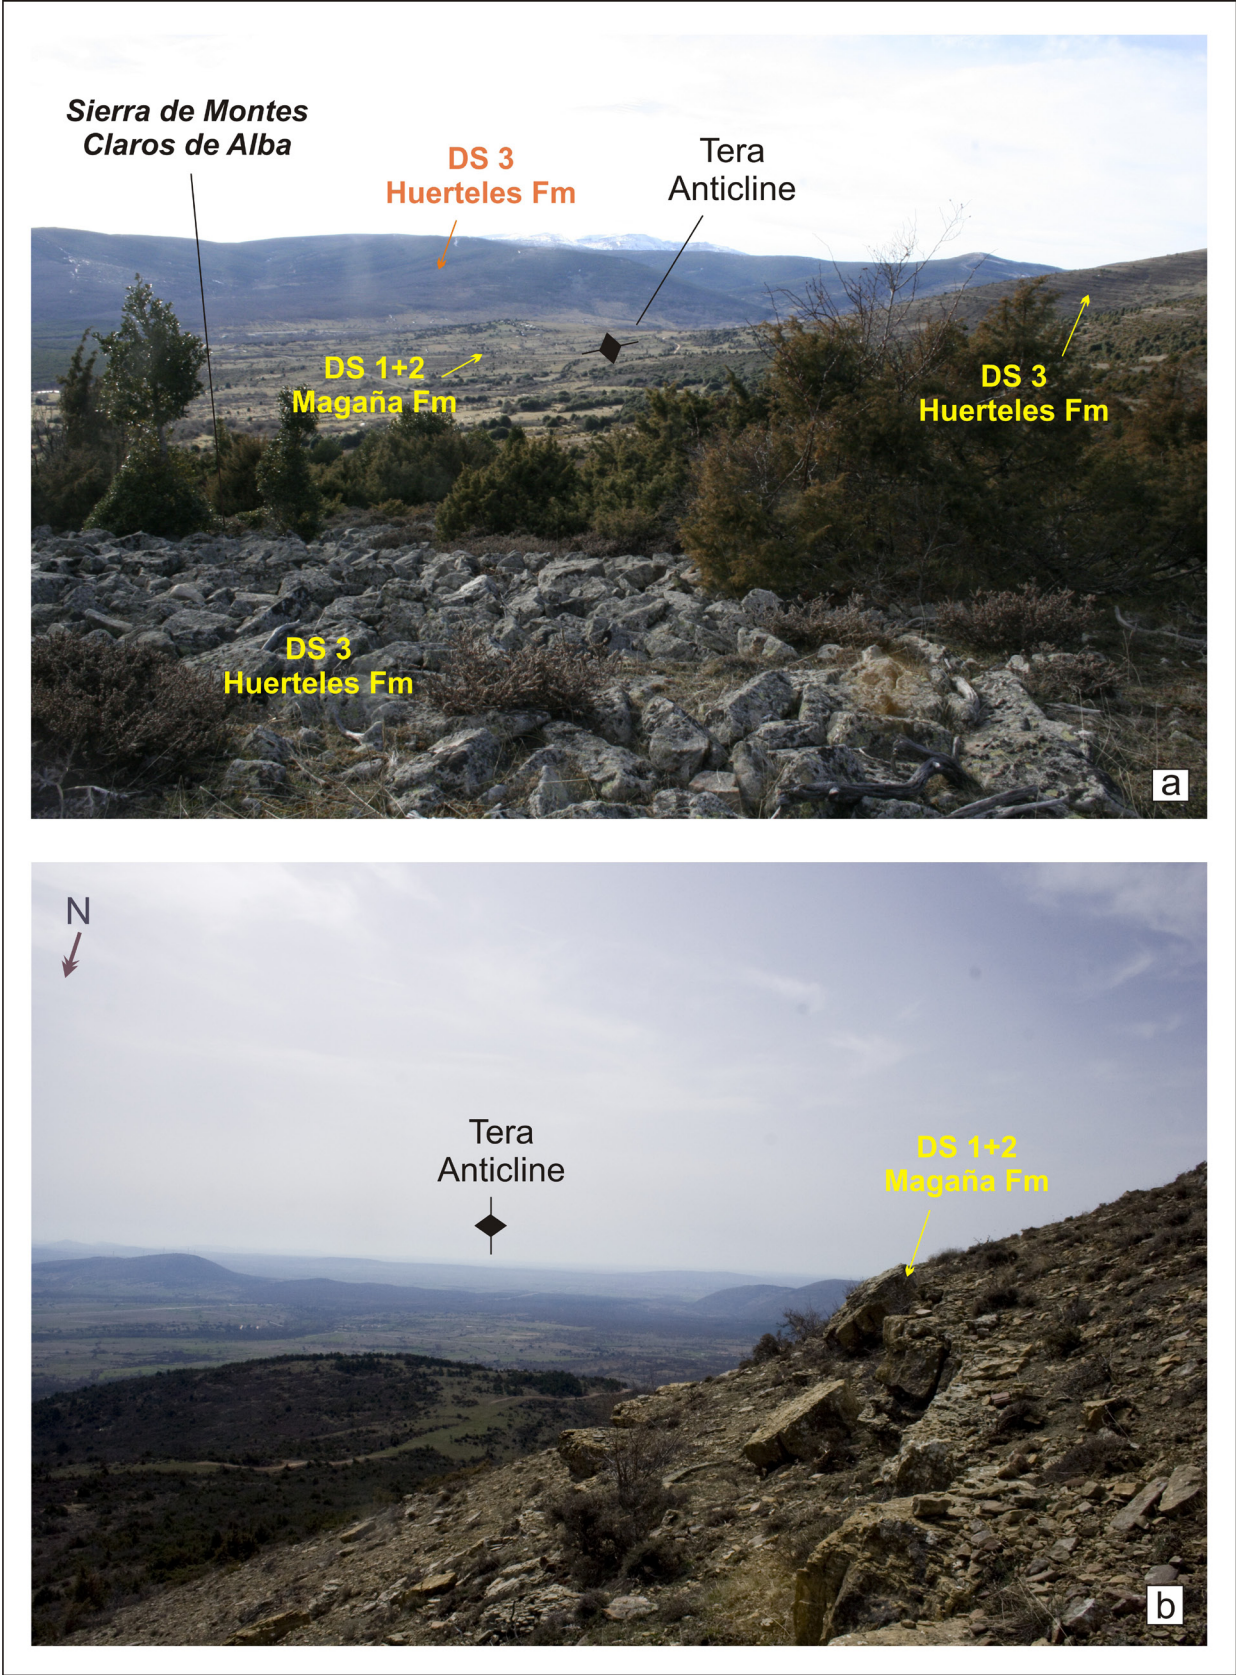 Sierra de Montes
Claros de Alba
DS 3
Huerteles Fm
Tera
Anticline
DS 1+2
Magaña Fm
DS 3
Huerteles Fm
DS 3
Huerteles Fm
a
N
Tera
Anticline
DS 1+2
Magaña Fm
b